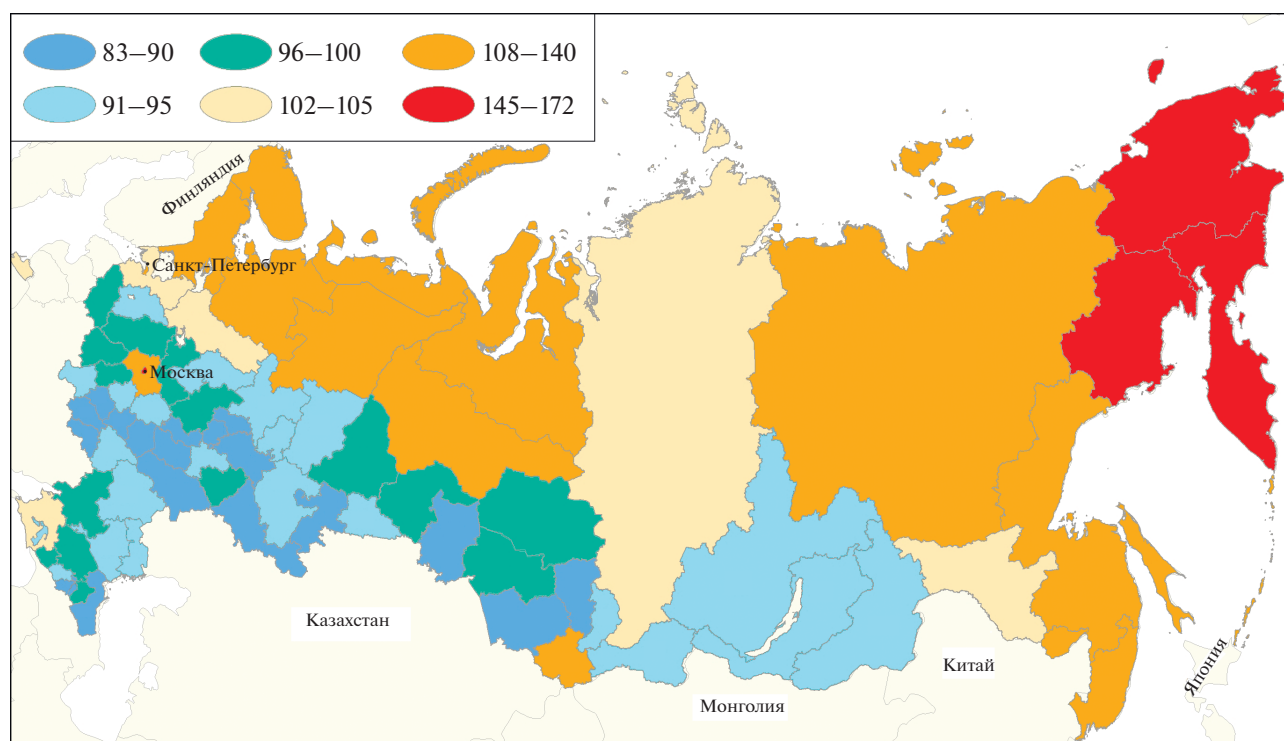 83–90
96–100
108–140
91–95
102–105
145–172
Финляндия
Санкт-Петербург
Москва
Казахстан
Монголия
Китай
Япония